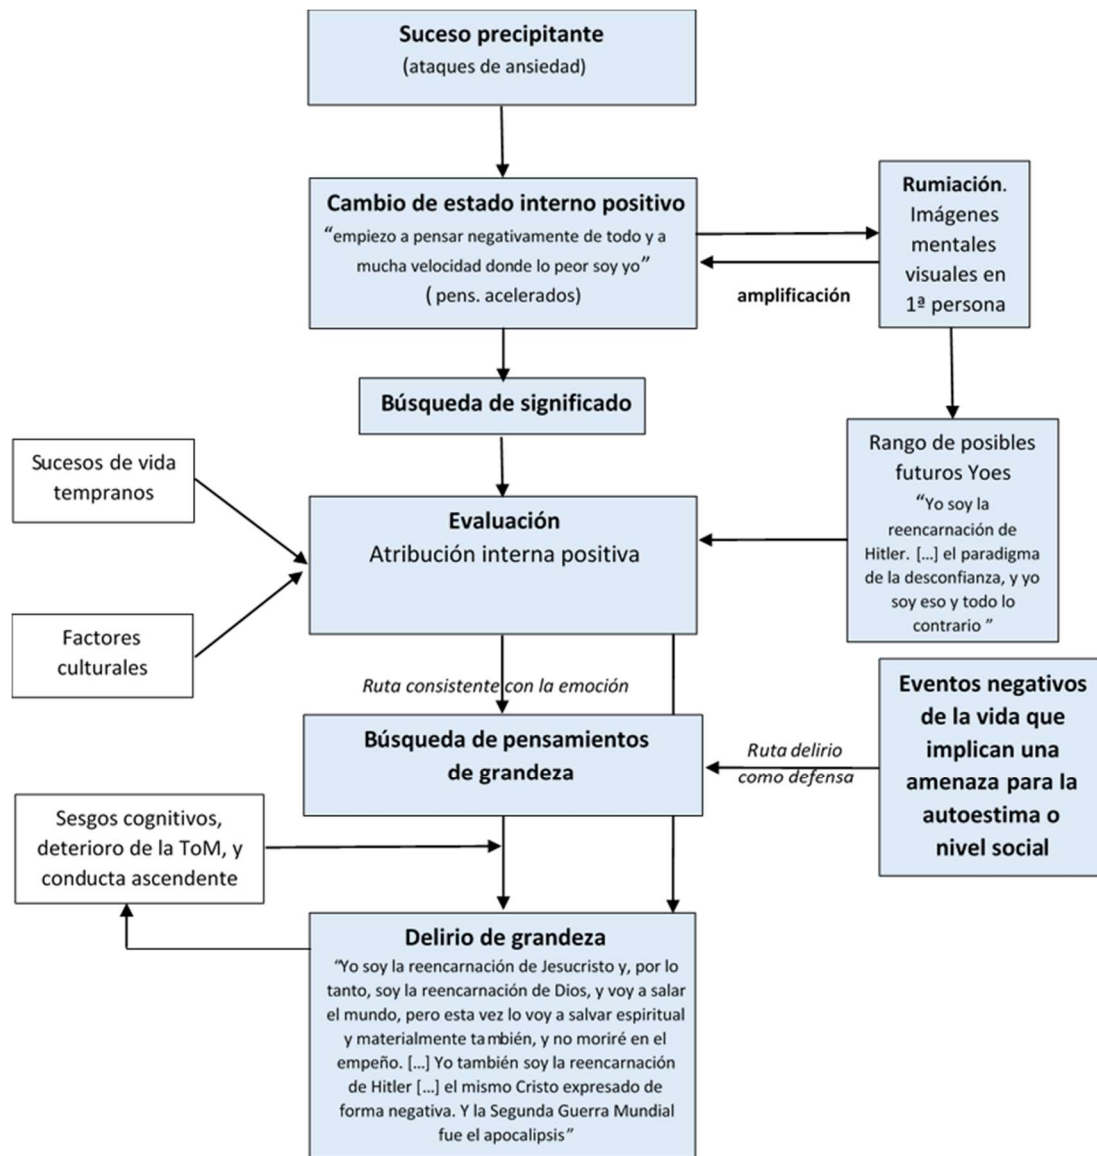 Suceso precipitante
(ataques de ansiedad)
Cambio de estado interno positivo
“empiezo a pensar negativamente de todo y a
mucha velocidad donde lo peor soy yo”
( pens. acelerados)
Rumiación.
Imágenes
mentales
visuales en
1ª persona
amplificación
Búsqueda de significado
Sucesos de vida
tempranos
Evaluación
Atribución interna positiva
Rango de posibles
futuros Yoes
“Yo soy la
reencarnación de
Hitler. […] el paradigma
de la desconfianza, y yo
soy eso y todo lo
contrario ”
Factores
culturales
Ruta consistente con la emoción
Búsqueda de pensamientos
de grandeza
Ruta delirio
como defensa
Eventos negativos
de la vida que
implican una
amenaza para la
autoestima o
nivel social
Sesgos cognitivos,
deterioro de la ToM, y
conducta ascendente
Delirio de grandeza
“Yo soy la reencarnación de Jesucristo y, por lo
tanto, soy la reencarnación de Dios, y voy a salar
el mundo, pero esta vez lo voy a salvar espiritual
y materialmente también, y no moriré en el
empeño. […] Yo también soy la reencarnación
de Hitler […] el mismo Cristo expresado de
forma negativa. Y la Segunda Guerra Mundial
fue el apocalipsis”